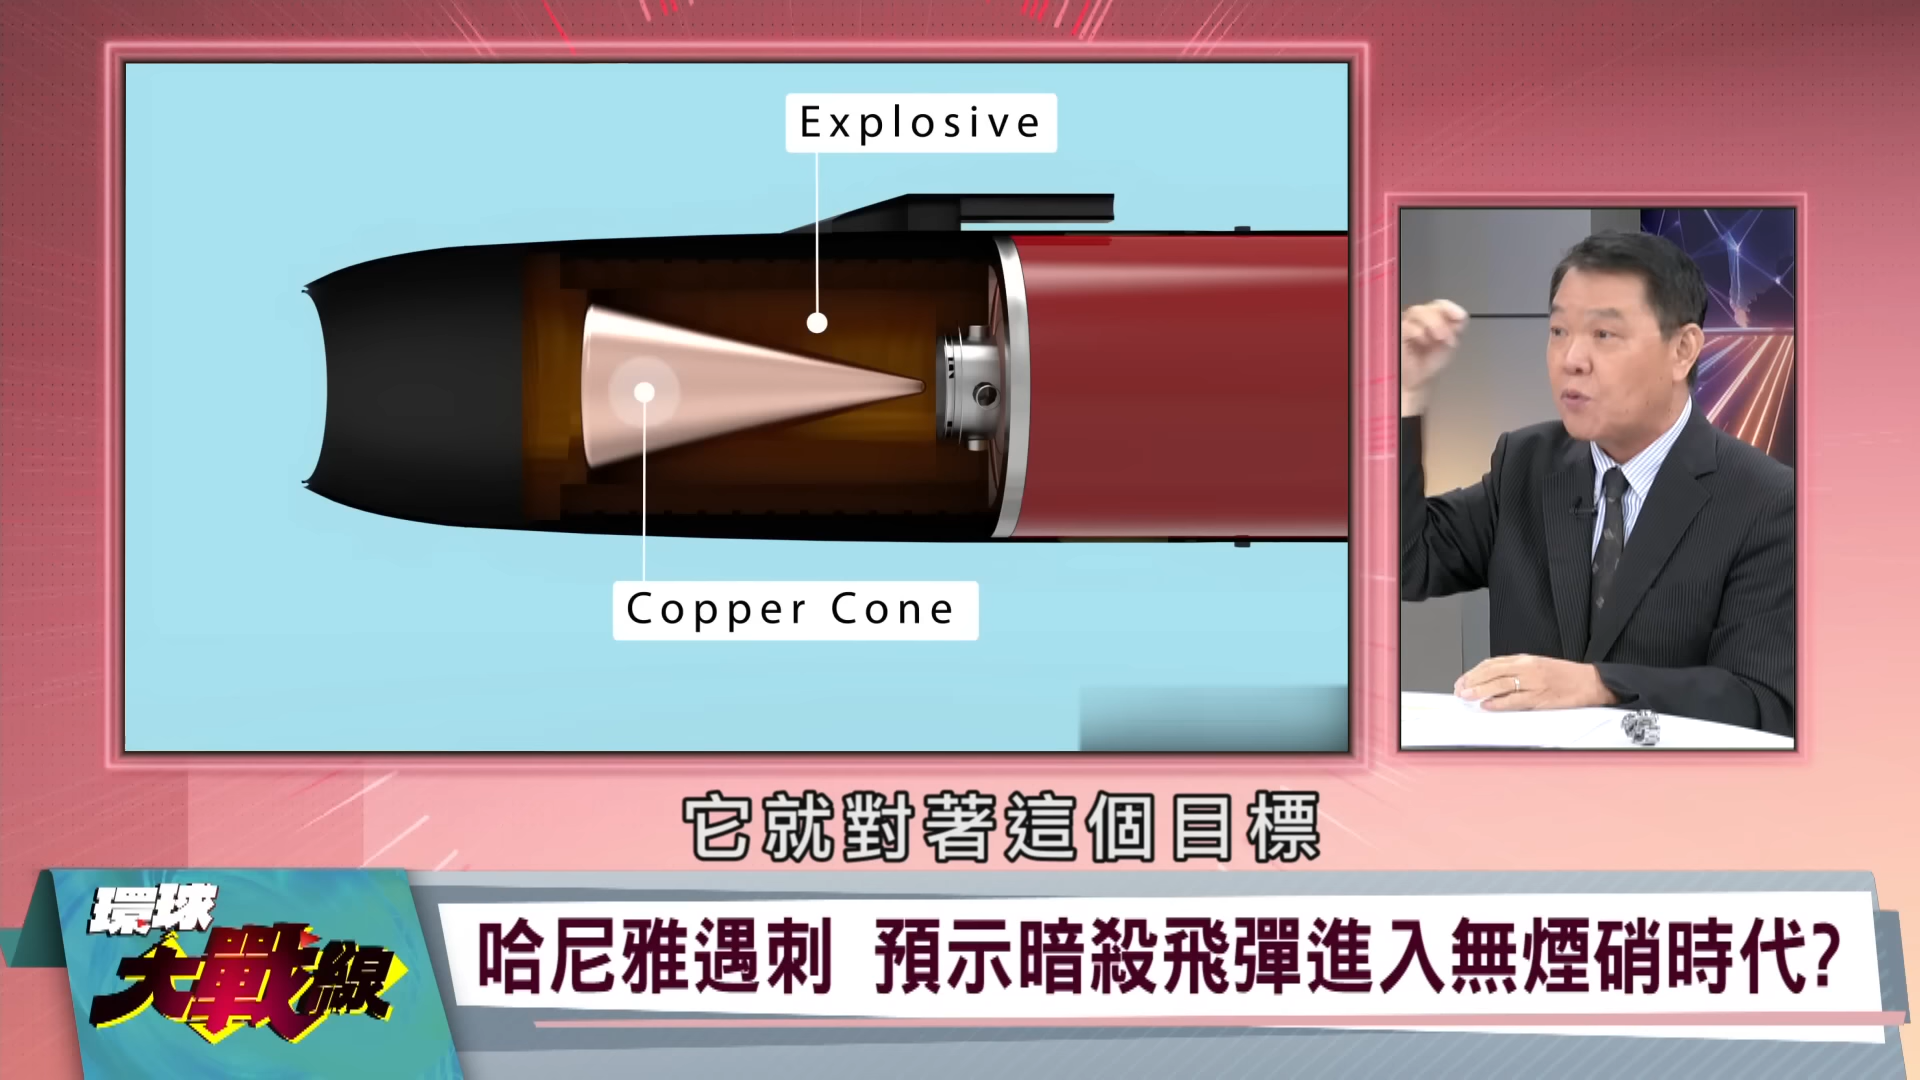 Explosive
Copper Cone
它就對著這個目標
環球
大戰線
哈尼雅遇刺 預示暗殺飛彈進入無煙硝時代?